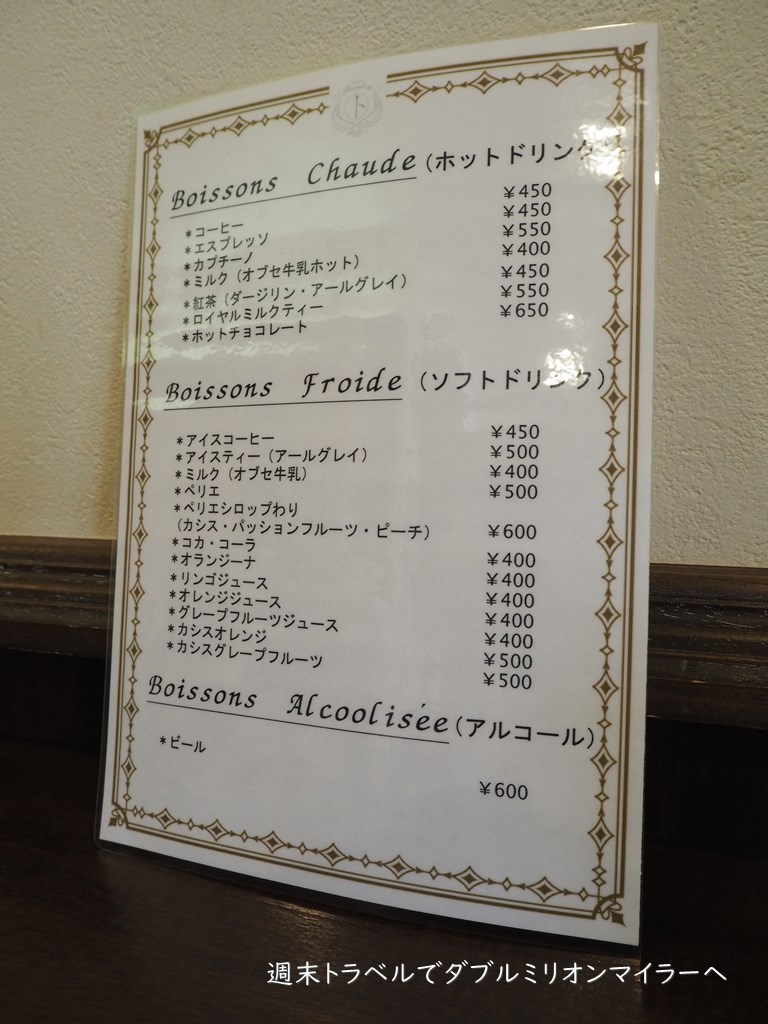 ト
Boissons Chaude (ホットドリンク)
*コーヒー ¥450
*エスプレッソ ¥450
*カプチーノ ¥550
*ミルク(オブセ牛乳ホット) ¥400
*紅茶(ダージリン・アールグレイ) ¥450
*ロイヤルミルクティー ¥550
*ホットチョコレート ¥650
Boissons Froide (ソフトドリンク)
*アイスコーヒー ¥450
*アイスティー(アールグレイ) ¥500
*ミルク(オブセ牛乳) ¥400
*ペリエ ¥500
*ペリエシロップわり
(カシス・パッションフルーツ・ピーチ) ¥600
*コカ・コーラ ¥400
*オランジーナ ¥400
*リンゴジュース ¥400
*オレンジジュース ¥400
*グレープフルーツジュース ¥400
*カシスオレンジ ¥500
*カシスグレープフルーツ ¥500
Boissons Alcoolisée (アルコール)
*ビール ¥600
週末トラベルでダブルミリオンマイラーへ